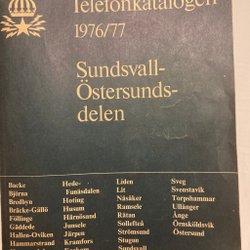 Telefonkatalogen
1976/77
Sundsvall-
Östersunds-
delen
Backe
Björna
Bredbyn
Bräcke-Gällö
Föllinge
Gäddede
Hallen-Oviken
Hammarstrand
Hede-
Funäsdalen
Hoting
Husum
Härnösand
Junsele
Järpen
Kramfors
Liden
Lit
Näsåker
Ramsele
Rätan
Sollefteå
Strömsund
Stugun
Sundsvall
Sveg
Svenstavik
Torpshammar
Ullånger
Ånge
Örnsköldsvik
Östersund